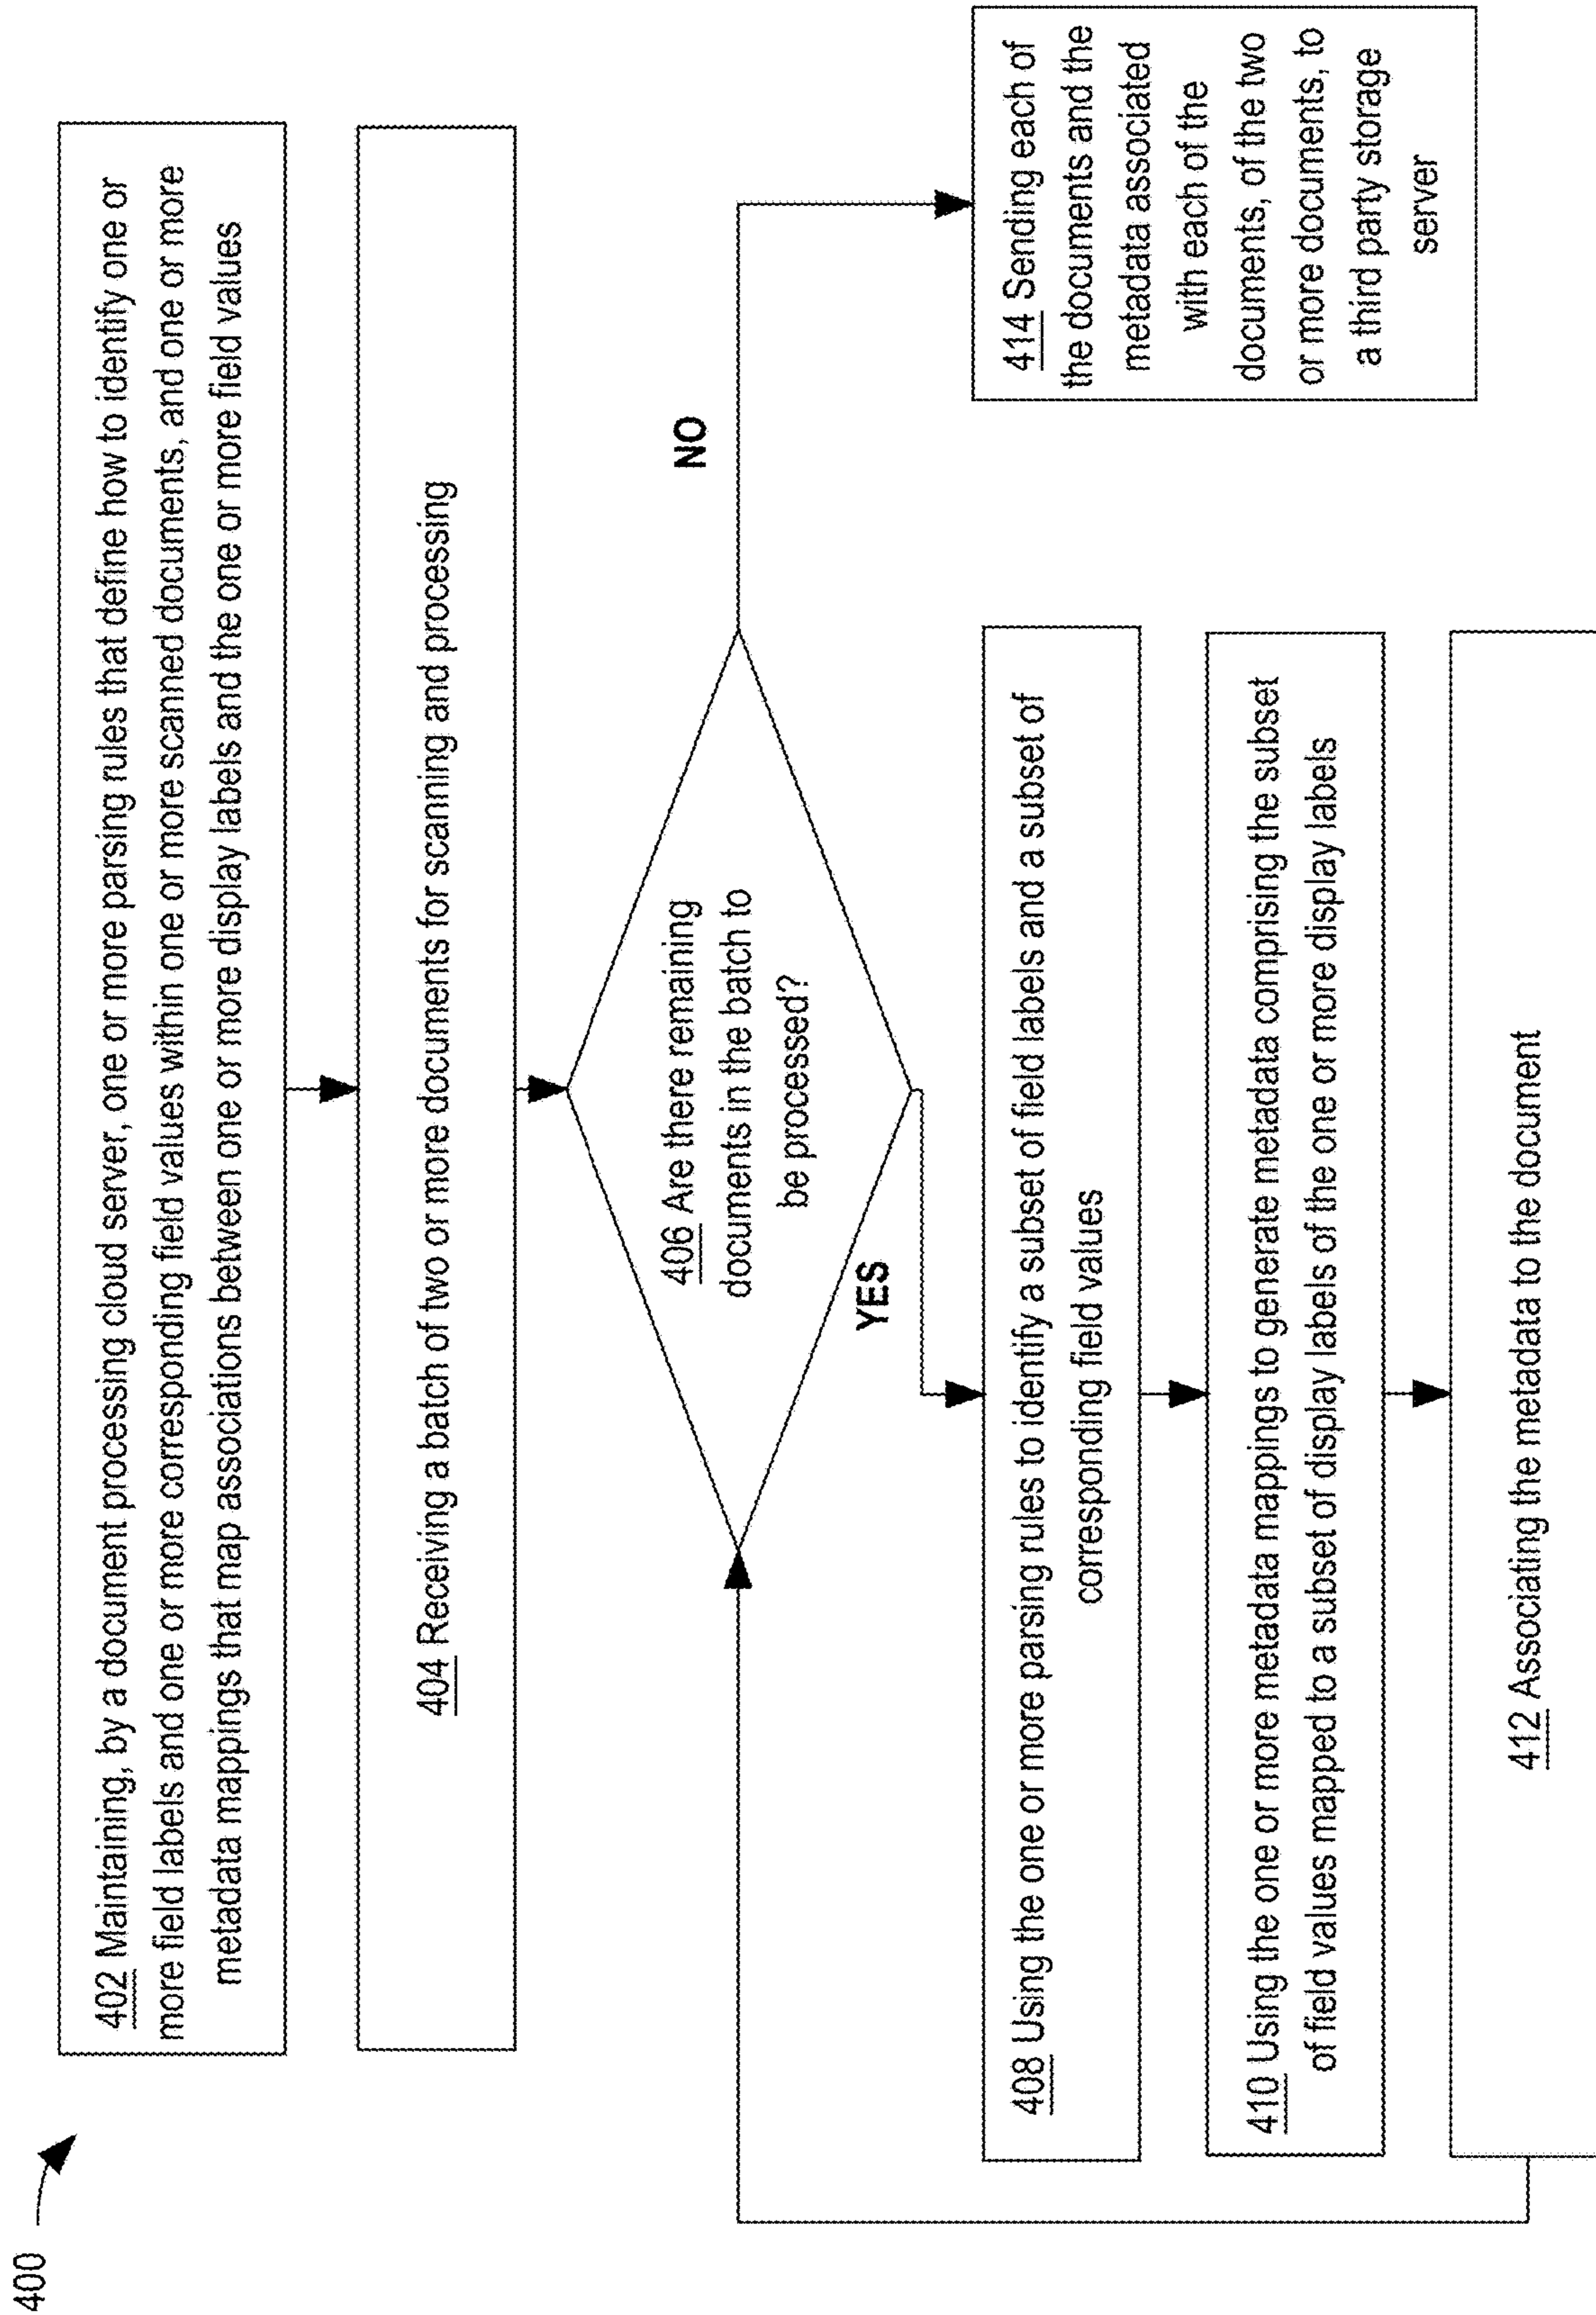 400
402 Maintaining, by a document processing cloud server, one or more parsing rules that define how to identify one or
more field labels and one or more corresponding field values within one or more scanned documents, and one or more
metadata mappings that map associations between one or more display labels and the one or more field values
404 Receiving a batch of two or more documents for scanning and processing
406 Are there remaining
documents in the batch to
be processed?
YES
NO
408 Using the one or more parsing rules to identify a subset of field labels and a subset of
corresponding field values
410 Using the one or more metadata mappings to generate metadata comprising the subset
of field values mapped to a subset of display labels of the one or more display labels
412 Associating the metadata to the document
414 Sending each of
the documents and the
metadata associated
with each of the
documents, of the two
or more documents, to
a third party storage
server